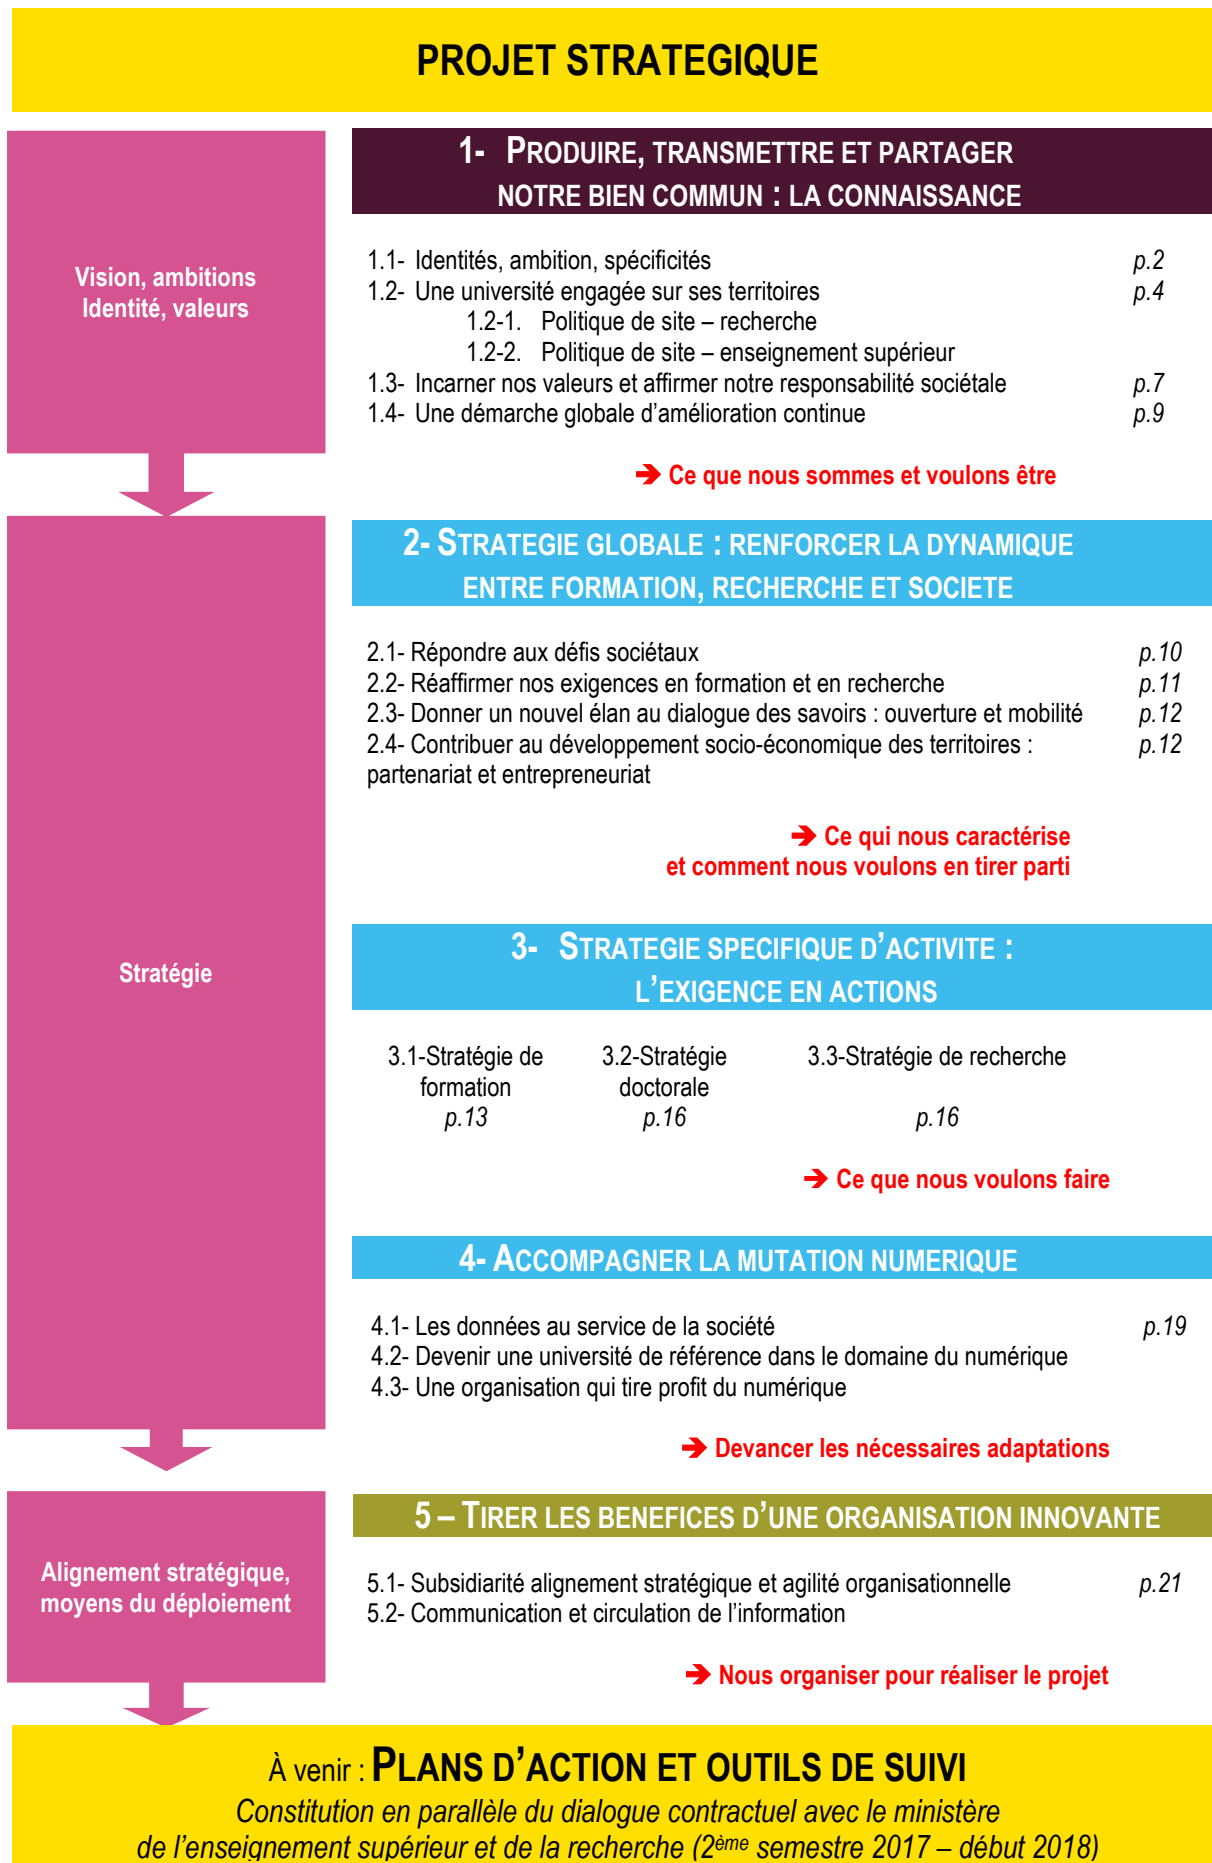 PROJET STRATEGIQUE
Vision, ambitions
Identité, valeurs
1- PRODUIRE, TRANSMETTRE ET PARTAGER
NOTRE BIEN COMMUN : LA CONNAISSANCE
1.1- Identités, ambition, spécificités p.2
1.2- Une université engagée sur ses territoires p.4
1.2-1. Politique de site – recherche
1.2-2. Politique de site – enseignement supérieur
1.3- Incarner nos valeurs et affirmer notre responsabilité sociétale p.7
1.4- Une démarche globale d’amélioration continue p.9
➔ Ce que nous sommes et voulons être
Stratégie
2- STRATEGIE GLOBALE : RENFORCER LA DYNAMIQUE
ENTRE FORMATION, RECHERCHE ET SOCIETE
2.1- Répondre aux défis sociétaux p.10
2.2- Réaffirmer nos exigences en formation et en recherche p.11
2.3- Donner un nouvel élan au dialogue des savoirs : ouverture et mobilité p.12
2.4- Contribuer au développement socio-économique des territoires : p.12
partenariat et entrepreneuriat
➔ Ce qui nous caractérise
et comment nous voulons en tirer parti
3- STRATEGIE SPECIFIQUE D’ACTIVITE :
L’EXIGENCE EN ACTIONS
3.1-Stratégie de 3.2-Stratégie 3.3-Stratégie de recherche
formation doctorale
p.13 p.16 p.16
➔ Ce que nous voulons faire
4- ACCOMPAGNER LA MUTATION NUMERIQUE
4.1- Les données au service de la société p.19
4.2- Devenir une université de référence dans le domaine du numérique
4.3- Une organisation qui tire profit du numérique
➔ Devancer les nécessaires adaptations
Alignement stratégique,
moyens du déploiement
5 – TIRER LES BENEFICES D’UNE ORGANISATION INNOVANTE
5.1- Subsidiarité alignement stratégique et agilité organisationnelle p.21
5.2- Communication et circulation de l’information
➔ Nous organiser pour réaliser le projet
À venir : PLANS D’ACTION ET OUTILS DE SUIVI
Constitution en parallèle du dialogue contractuel avec le ministère
de l’enseignement supérieur et de la recherche (2ème semestre 2017 – début 2018)